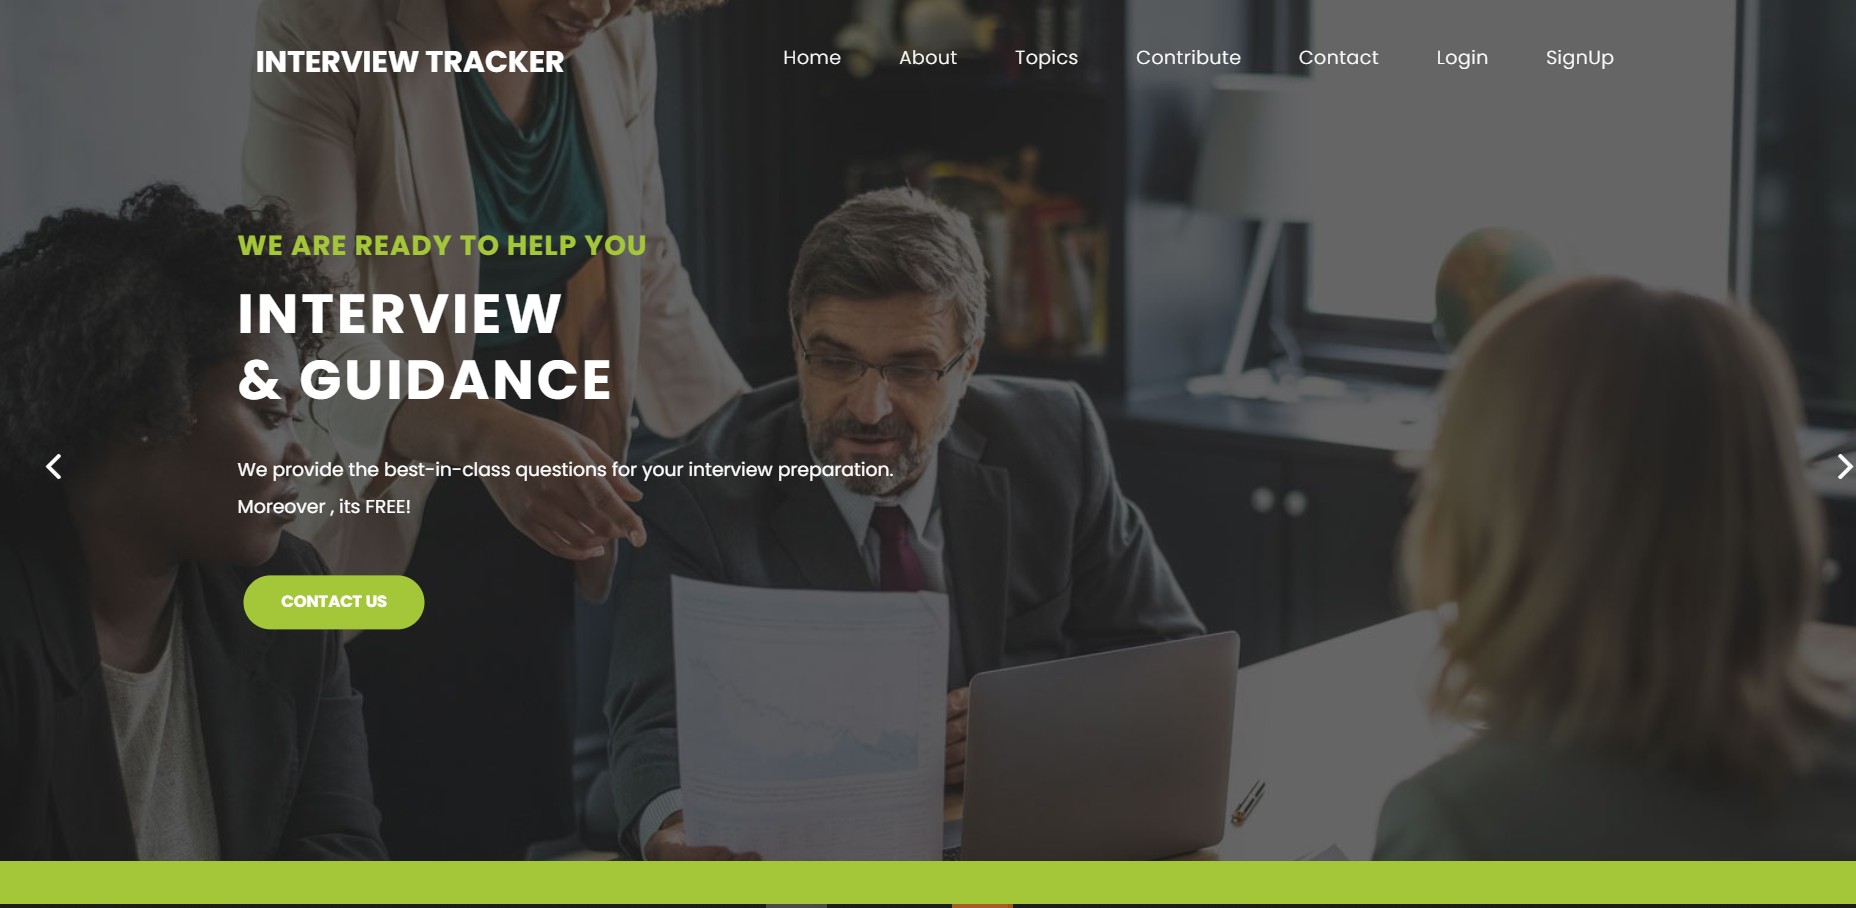 INTERVIEW TRACKER
Home About Topics Contribute Contact Login SignUp
WE ARE READY TO HELP YOU
INTERVIEW
& GUIDANCE
We provide the best-in-class questions for your interview preparation.
Moreover , its FREE!
CONTACT US